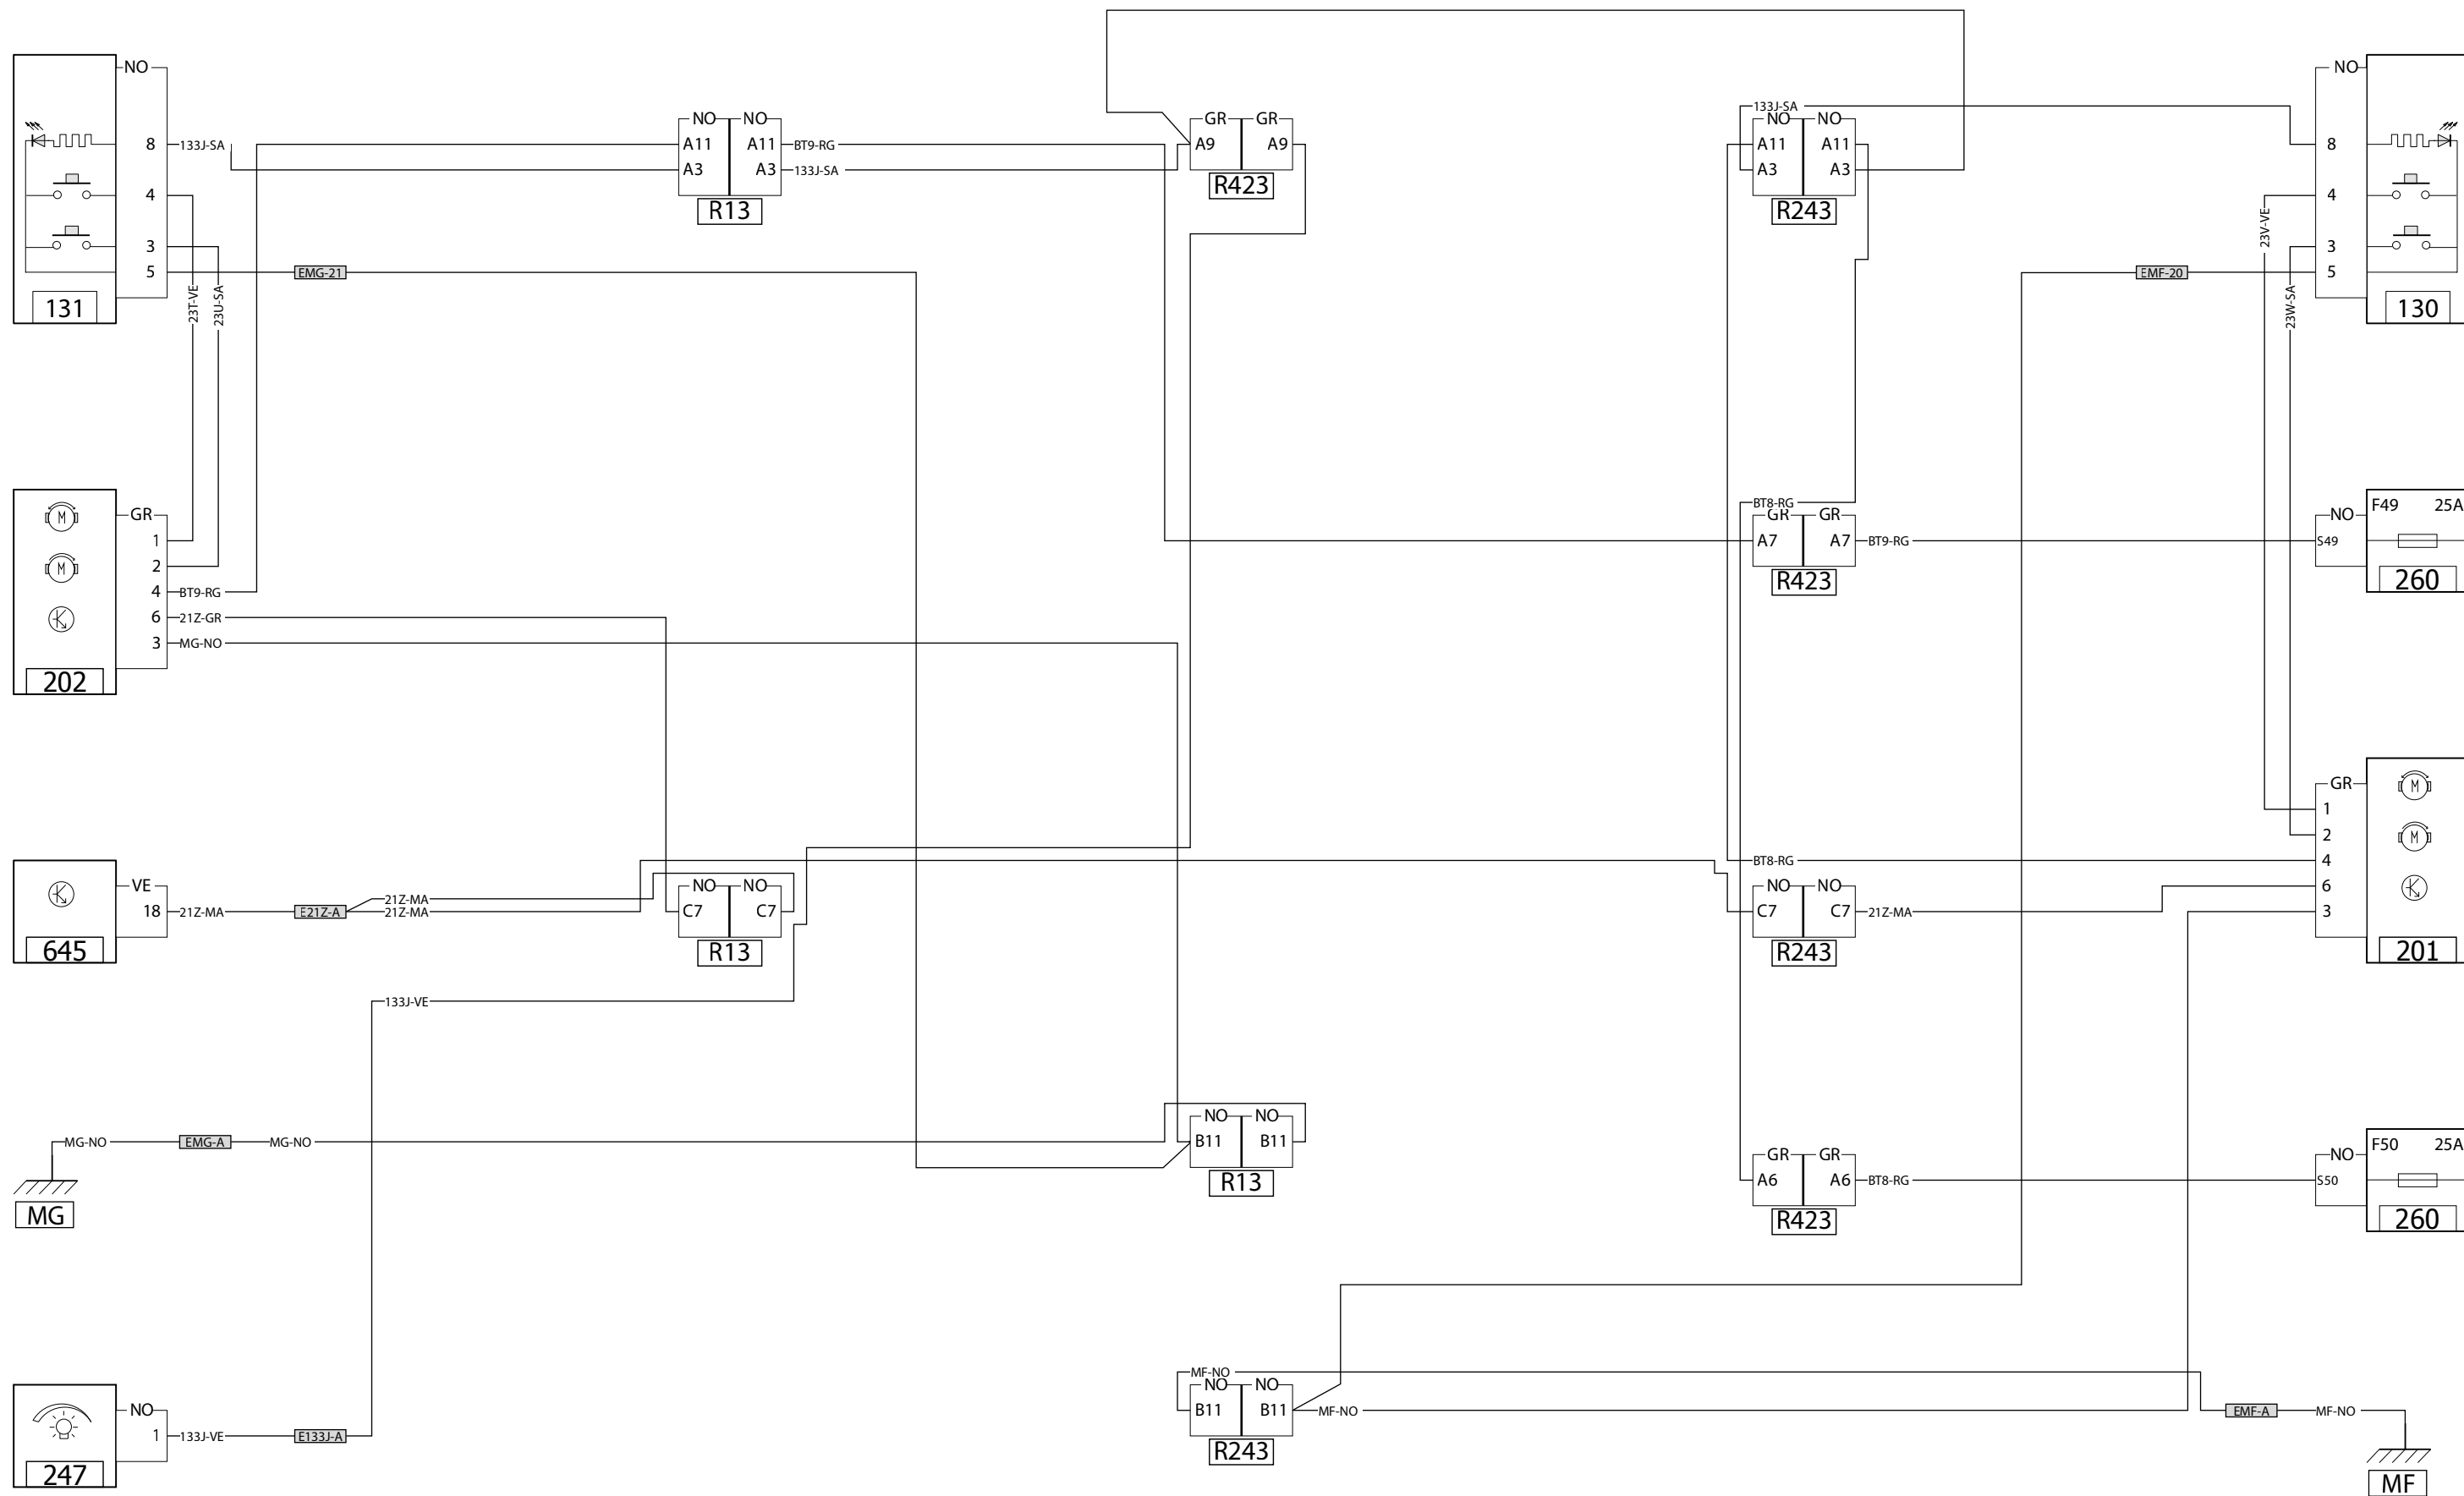 NO
8
133J-SA
4
3
5
EMG-21
131
23T-VE
23U-SA
NO NO
A11 A11
A3 A3
BT9-RG
133J-SA
R13
GR GR
A9 A9
R423
133J-SA
NO NO
A11 A11
A3 A3
R243
NO
8
4
3
5
130
23V-VE
23W-SA
EMF-20
GR
M
M
1
2
4
6
3
BT9-RG
21Z-GR
MG-NO
202
BT8-RG
GR GR
A7 A7
BT9-RG
R423
NO
S49
F49 25A
260
VE
18
21Z-MA
E21Z-A
21Z-MA
21Z-MA
645
NO NO
C7 C7
R13
133J-VE
BT8-RG
NO NO
C7 C7
21Z-MA
R243
GR
M
M
1
2
4
6
3
201
MG-NO
EMG-A
MG-NO
MG
NO NO
B11 B11
R13
GR GR
A6 A6
BT8-RG
R423
NO
S50
F50 25A
260
NO
1
133J-VE
E133J-A
247
MF-NO
NO NO
B11 B11
MF-NO
R243
EMF-A
MF-NO
MF